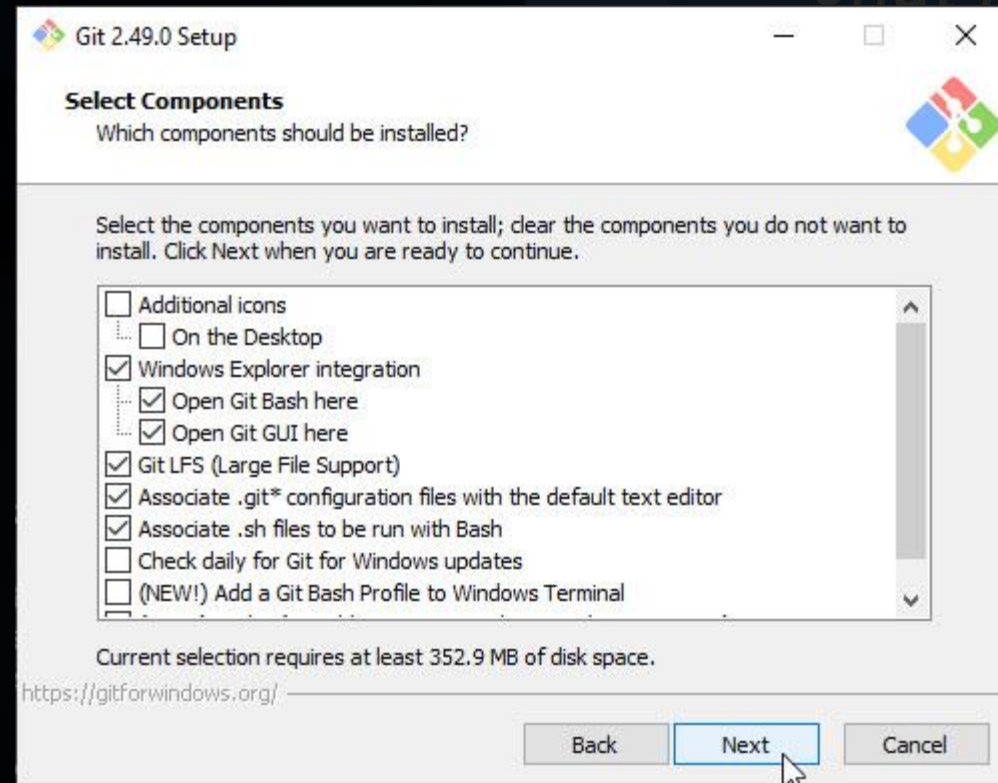 Git 2.49.0 Setup
Select Components
Which components should be installed?
Select the components you want to install; clear the components you do not want to
install. Click Next when you are ready to continue.
Additional icons
On the Desktop
Windows Explorer integration
Open Git Bash here
Open Git GUI here
Git LFS (Large File Support)
Associate .git* configuration files with the default text editor
Associate .sh files to be run with Bash
Check daily for Git for Windows updates
(NEW!) Add a Git Bash Profile to Windows Terminal
Current selection requires at least 352.9 MB of disk space.
https://gitforwindows.org/
Back
Next
Cancel